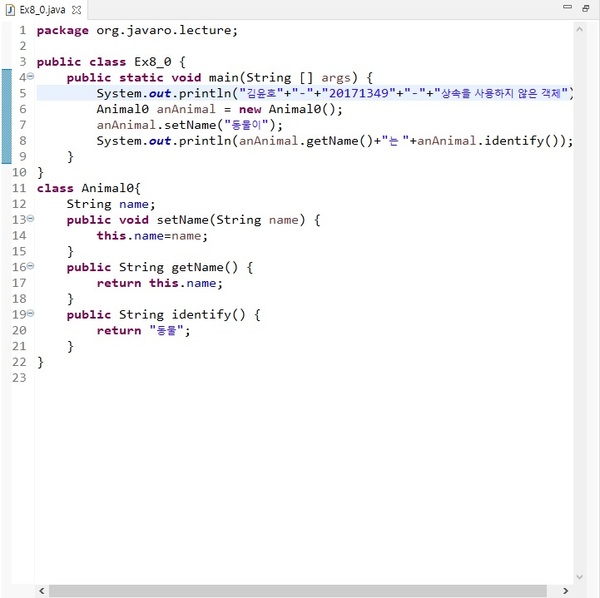 Ex8_0.java
1 package org.javaro.lecture;
2
3 public class Ex8_0 {
4 public static void main(String [] args) {
5 System.out.println("김윤호"+"-"+"20171349"+"-"+"상속을 사용하지 않은 객체")
6 Animal0 anAnimal = new Animal0();
7 anAnimal.setName("동물이");
8 System.out.println(anAnimal.getName()+"는 "+anAnimal.identify());
9 }
10 }
11 class Animal0{
12 String name;
13 public void setName(String name) {
14 this.name=name;
15 }
16 public String getName() {
17 return this.name;
18 }
19 public String identify() {
20 return "동물";
21 }
22 }
23